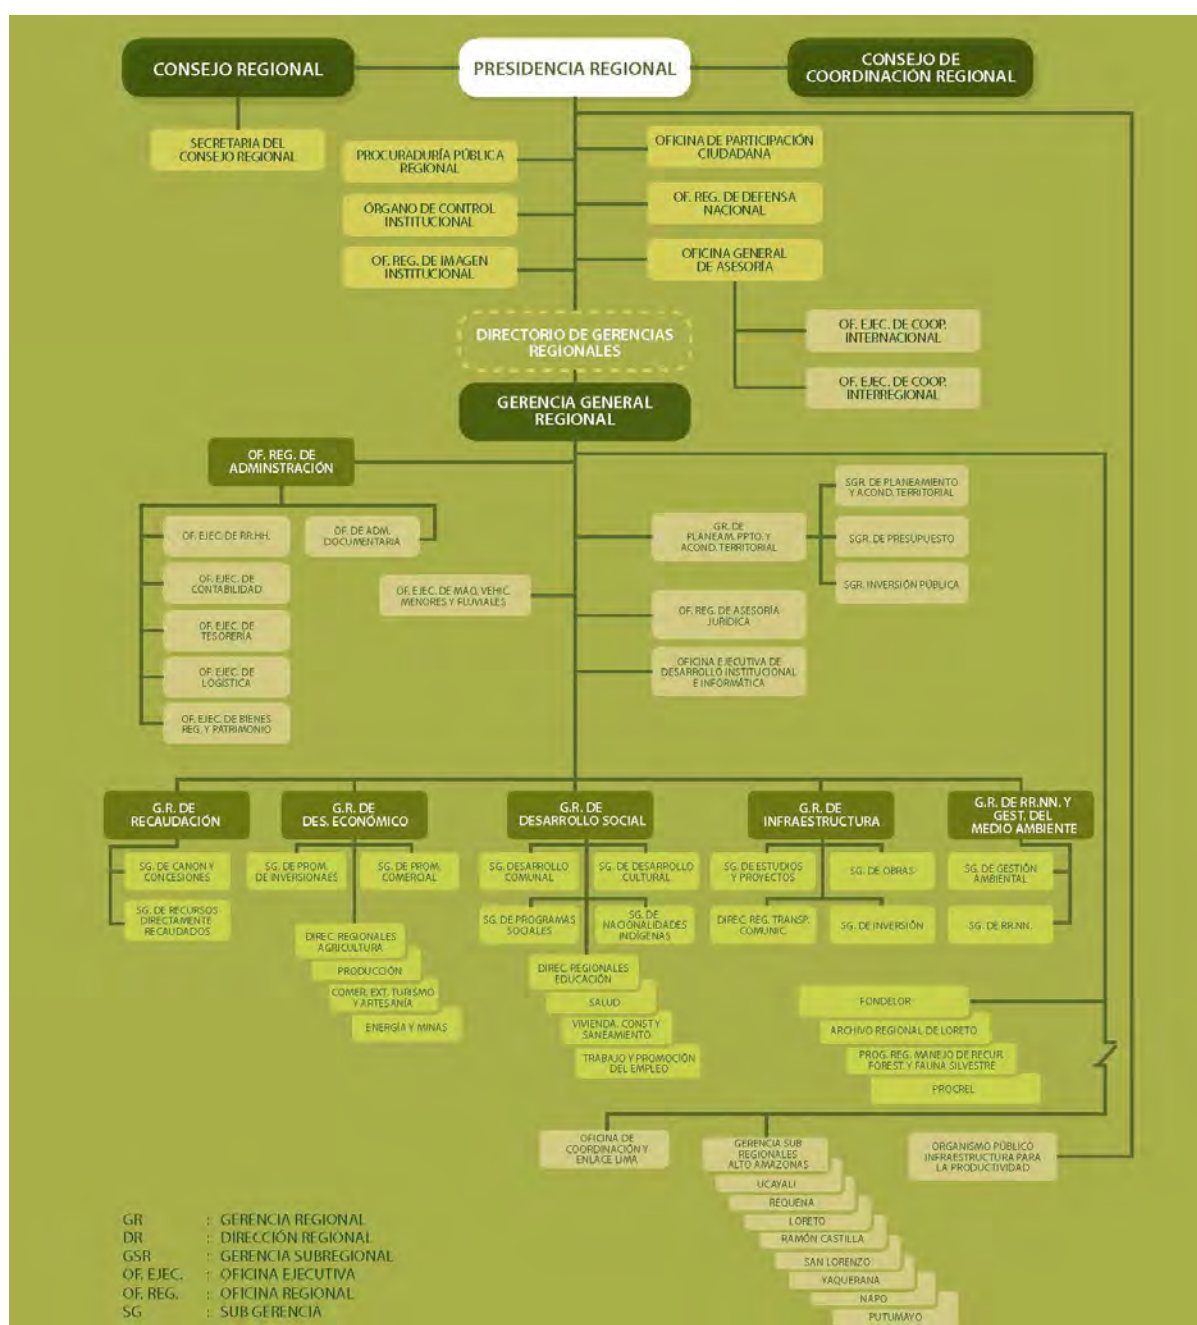 CONSEJO REGIONAL
PRESIDENCIA REGIONAL
CONSEJO DE
COORDINACIÓN REGIONAL
SECRETARIA DEL
CONSEJO REGIONAL
PROCURADURÍA PÚBLICA
REGIONAL
OFICINA DE PARTICIPACIÓN
CIUDADANA
ÓRGANO DE CONTROL
INSTITUCIONAL
OF. REG. DE DEFENSA
NACIONAL
OF. REG. DE IMAGEN
INSTITUCIONAL
OFICINA GENERAL
DE ASESORÍA
DIRECTORIO DE GERENCIAS
REGIONALES
OF. EJEC. DE COOP.
INTERNACIONAL
OF. EJEC. DE COOP.
INTERREGIONAL
GERENCIA GENERAL
REGIONAL
OF. REG. DE
ADMINSTRACIÓN
OF. EJEC. DE RR.HH.
OF. DE ADM.
DOCUMENTARIA
OF. EJEC. DE
CONTABILIDAD
OF. EJEC. DE
TESORERÍA
OF. EJEC. DE
LOGÍSTICA
OF. EJEC. DE BIENES
REG. Y PATRIMONIO
OF. EJEC. DE MAQ. VEHIC.
MENORES Y FLUVIALES
GR. DE
PLANEAM. PPTO. Y
ACOND. TERRITORIAL
SGR. DE PLANEAMIENTO
Y ACOND. TERRITORIAL
SGR. DE PRESUPUESTO
SGR. INVERSIÓN PÚBLICA
OF. REG. DE ASESORÍA
JURÍDICA
OFICINA EJECUTIVA DE
DESARROLLO INSTITUCIONAL
E INFORMÁTICA
G.R. DE
RECAUDACIÓN
SG. DE CANON Y
CONCESIONES
SG. DE RECURSOS
DIRECTAMENTE
RECAUDADOS
G.R. DE
DES. ECONÓMICO
SG. DE PROM.
DE INVERSIONAES
SG. DE PROM.
COMERCIAL
DIREC. REGIONALES
AGRICULTURA
PRODUCCIÓN
COMER. EXT. TURISMO
Y ARTESANÍA
ENERGÍA Y MINAS
G.R. DE
DESARROLLO SOCIAL
SG. DESARROLLO
COMUNAL
SG. DE DESARROLLO
CULTURAL
SG. DE PROGRAMAS
SOCIALES
SG. DE
NACIONALIDADES
INDÍGENAS
DIREC. REGIONALES
EDUCACIÓN
SALUD
VIVIENDA. CONST Y
SANEAMIENTO
TRABAJO Y PROMOCIÓN
DEL EMPLEO
G.R. DE
INFRAESTRUCTURA
SG. DE ESTUDIOS
Y PROYECTOS
SG. DE OBRAS
DIREC. REG. TRANSP.
COMUNIC.
SG. DE INVERSIÓN
G.R. DE RR.NN. Y
GEST. DEL
MEDIO AMBIENTE
SG. DE GESTIÓN
AMBIENTAL
SG. DE RR.NN.
FONDELOR
ARCHIVO REGIONAL DE LORETO
PROG. REG. MANEJO DE RECUR.
FOREST. Y FAUNA SILVESTRE
PROCREL
OFICINA DE
COORDINACIÓN Y
ENLACE LIMA
GERENCIA SUB
REGIONALES
ALTO AMAZONAS
UCAYALI
REQUENA
LORETO
RAMÓN CASTILLA
SAN LORENZO
YAQUERANA
NAPO
PUTUMAYO
ORGANISMO PÚBLICO
INFRAESTRUCTURA PARA
LA PRODUCTIVIDAD
GR : GERENCIA REGIONAL
DR : DIRECCIÓN REGIONAL
GSR : GERENCIA SUBREGIONAL
OF. EJEC. : OFICINA EJECUTIVA
OF. REG. : OFICINA REGIONAL
SG : SUB GERENCIA